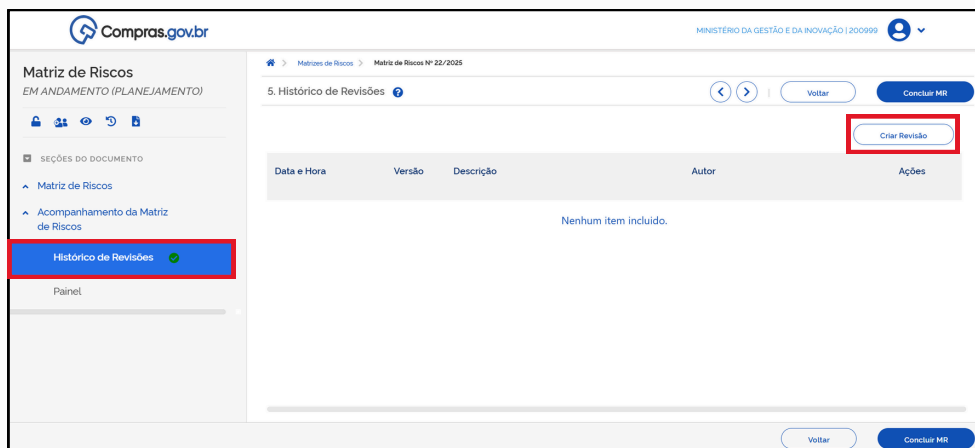 Compras.gov.br
MINISTÉRIO DA GESTÃO E DA INOVAÇÃO | 200999
Matriz de Riscos
EM ANDAMENTO (PLANEJAMENTO)
SEÇÕES DO DOCUMENTO
Matriz de Riscos
Acompanhamento da Matriz
de Riscos
Histórico de Revisões
Painel
Matrizes de Riscos > Matriz de Riscos Nº 22/2025
5. Histórico de Revisões
Voltar
Concluir MR
Criar Revisão
Data e Hora Versão Descrição Autor Ações
Nenhum item incluido.
Voltar
Concluir MR